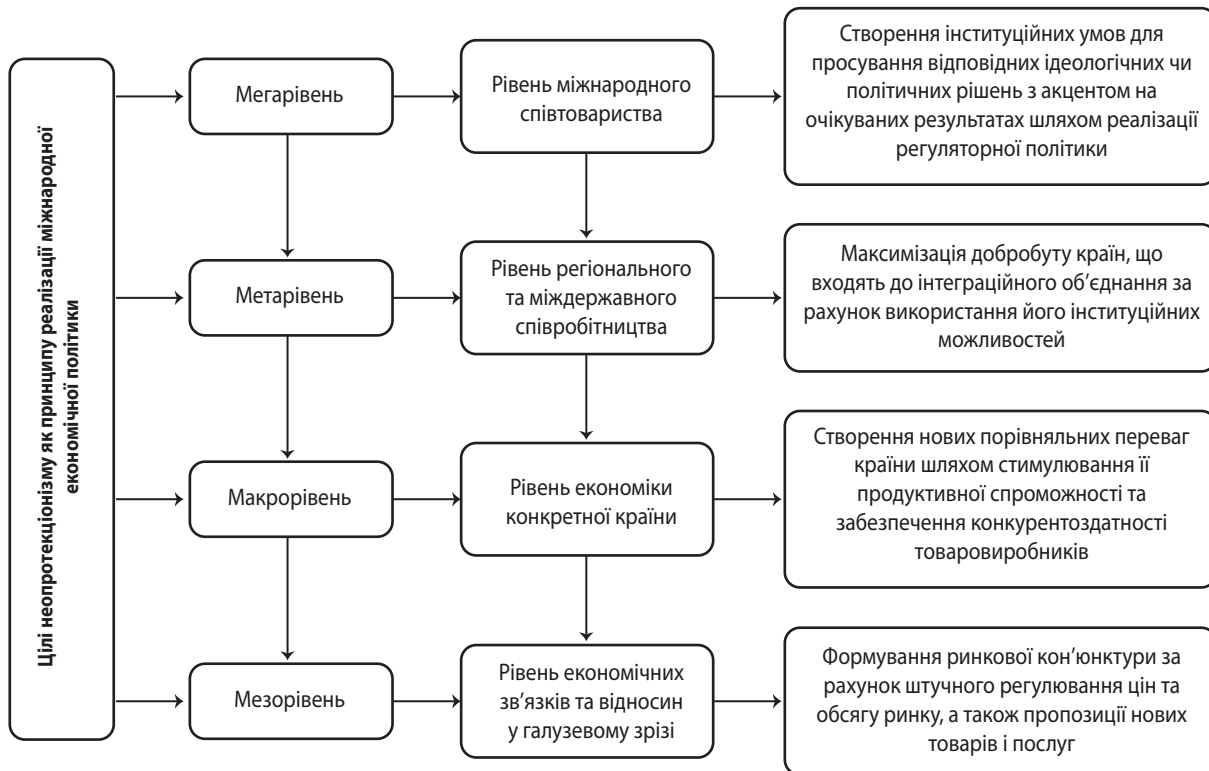 Цілі неопротекціонізму як принципу реалізації міжнародної
економічної політики
Мегарівень
Рівень міжнародного
співтовариства
Створення інституційних умов для
просування відповідних ідеологічних чи
політичних рішень з акцентом на
очікуваних результатах шляхом реалізації
регуляторної політики
Метарівень
Рівень регіонального
та міждержавного
співробітництва
Максимізація добробуту країн, що
входять до інтеграційного об’єднання за
рахунок використання його інституційних
можливостей
Макрорівень
Рівень економіки
конкретної країни
Створення нових порівняльних переваг
країни шляхом стимулювання її
продуктивної спроможності та
забезпечення конкурентоздатності
товаровиробників
Мезорівень
Рівень економічних
зв’язків та відносин
у галузевому зрізі
Формування ринкової кон’юнктури за
рахунок штучного регулювання цін та
обсягу ринку, а також пропозиції нових
товарів і послуг